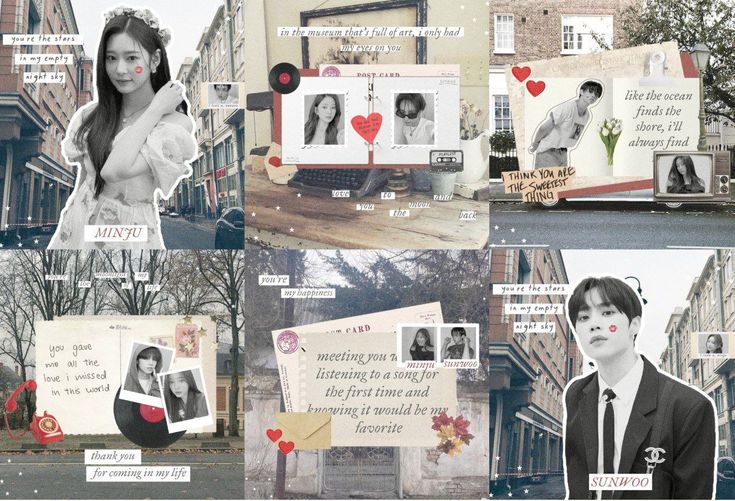 you're the stars
in my empty
night sky
MINJU
in the museum that's full of art, i only had
my eyes on you
POST CARD
PLAYLIST
love
you
to
the
moon
and
back
like the ocean
finds the
shore, i'll
always find
THINK YOU ARE
THE SWEETEST
THING
you gave
me all the
love i missed
in this world
thank you
for coming in my life
you're
my happiness
CARD
minju
sunwoo
meeting you w
listening to a song for
the first time and
knowing it would be my
favorite
you're the stars
in my empty
night sky
SUNWOO